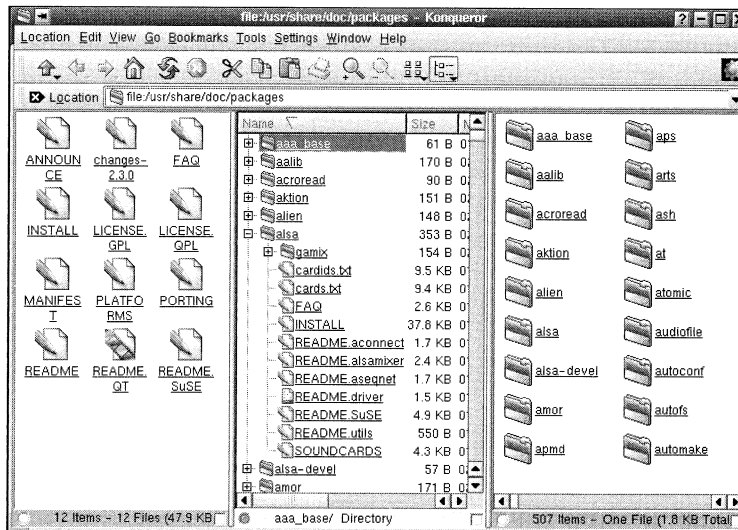 file:/usr/share/doc/packages - Konqueror
Location Edit View Go Bookmarks Tools Settings Window Help
Location file:/usr/share/doc/packages
ANNOUN
CE
changes-
2.3.0
FAQ
INSTALL
LICENSE.
GPL
LICENSE.
QPL
MANIFES
T
PLATFO
RMS
PORTING
README
README.
QT
README.
SuSE
12 Items - 12 Files (47.9 KB
Name Size
aaa_base 61 B
aalib 170 B
acroread 90 B
aktion 151 B
alien 148 B
alsa 353 B
gamix 154 B
cardids.txt 9.5 KB
cards.txt 9.4 KB
FAQ 2.6 KB
INSTALL 37.8 KB
README.aconnect 1.7 KB
README.alsamixer 2.4 KB
README.aseqnet 1.7 KB
README.driver 1.5 KB
README.SuSE 4.9 KB
README.utils 550 B
SOUNDCARDS 4.3 KB
alsa-devel 57 B
amor 171 B
aaa_base/ Directory
aaa_base aps
aalib arts
acroread ash
aktion at
alien atomic
alsa audiofile
alsa-devel autoconf
amor autofs
apmd automake
507 Items - One File (1.8 KB Total